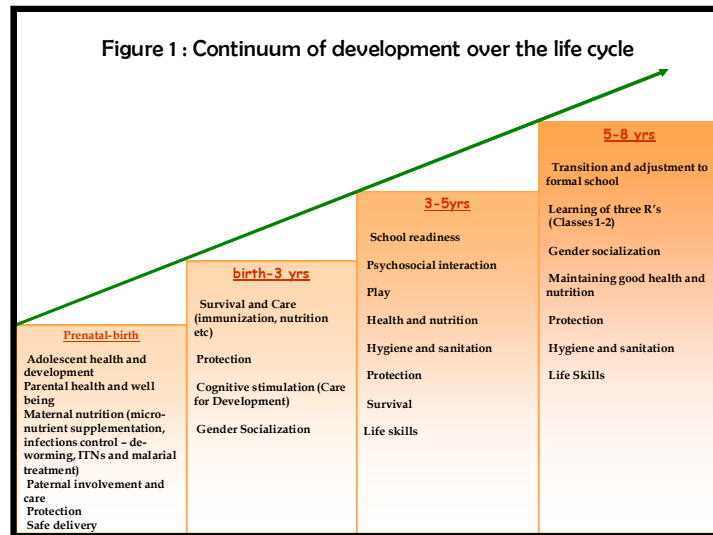 Figure 1 : Continuum of development over the life cycle
Prenatal-birth
Adolescent health and
development
Parental health and well
being
Maternal nutrition (micro-
nutrient supplementation,
infections control – de-
worming, ITNs and malarial
treatment)
Paternal involvement and
care
Protection
Safe delivery
birth-3 yrs
Survival and Care
(immunization, nutrition
etc)
Protection
Cognitive stimulation (Care
for Development)
Gender Socialization
3-5yrs
School readiness
Psychosocial interaction
Play
Health and nutrition
Hygiene and sanitation
Protection
Survival
Life skills
5-8 yrs
Transition and adjustment to
formal school
Learning of three R's
(Classes 1-2)
Gender socialization
Maintaining good health and
nutrition
Protection
Hygiene and sanitation
Life Skills